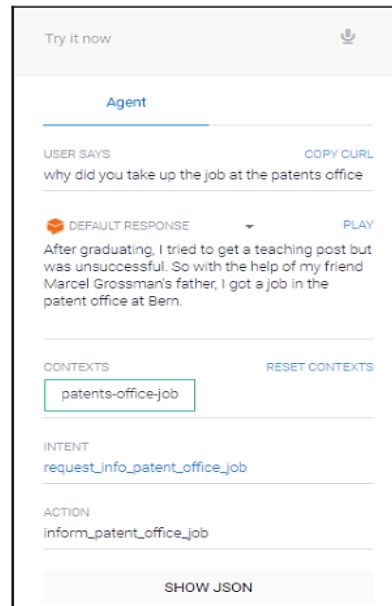 Try it now
Agent
USER SAYS COPY CURL
why did you take up the job at the patents office
DEFAULT RESPONSE PLAY
After graduating, I tried to get a teaching post but
was unsuccessful. So with the help of my friend
Marcel Grossman's father, I got a job in the
patent office at Bern.
CONTEXTS RESET CONTEXTS
patents-office-job
INTENT
request_info_patent_office_job
ACTION
inform_patent_office_job
SHOW JSON